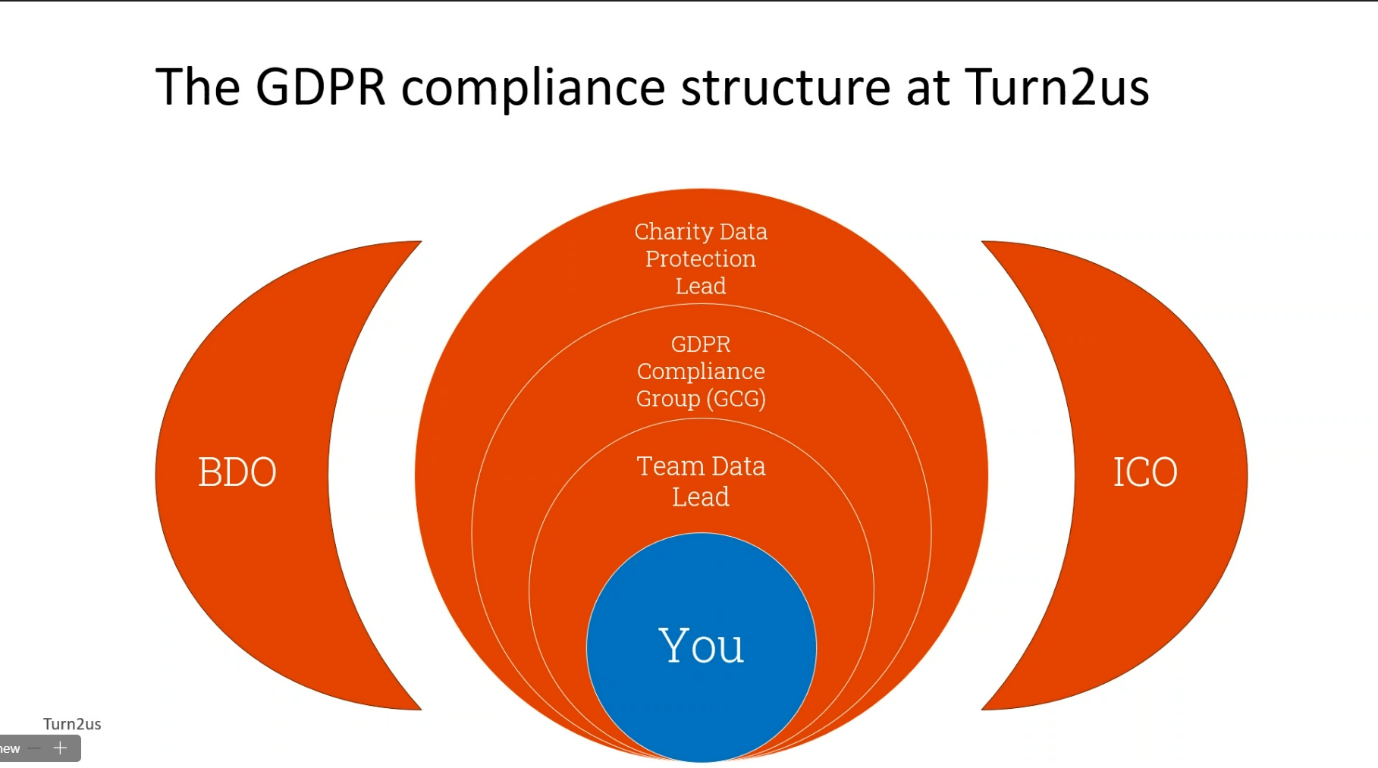 The GDPR compliance structure at Turn2us
Charity Data
Protection
Lead
GDPR
Compliance
Group (GCG)
Team Data
Lead
You
BDO
ICO
Turn2us